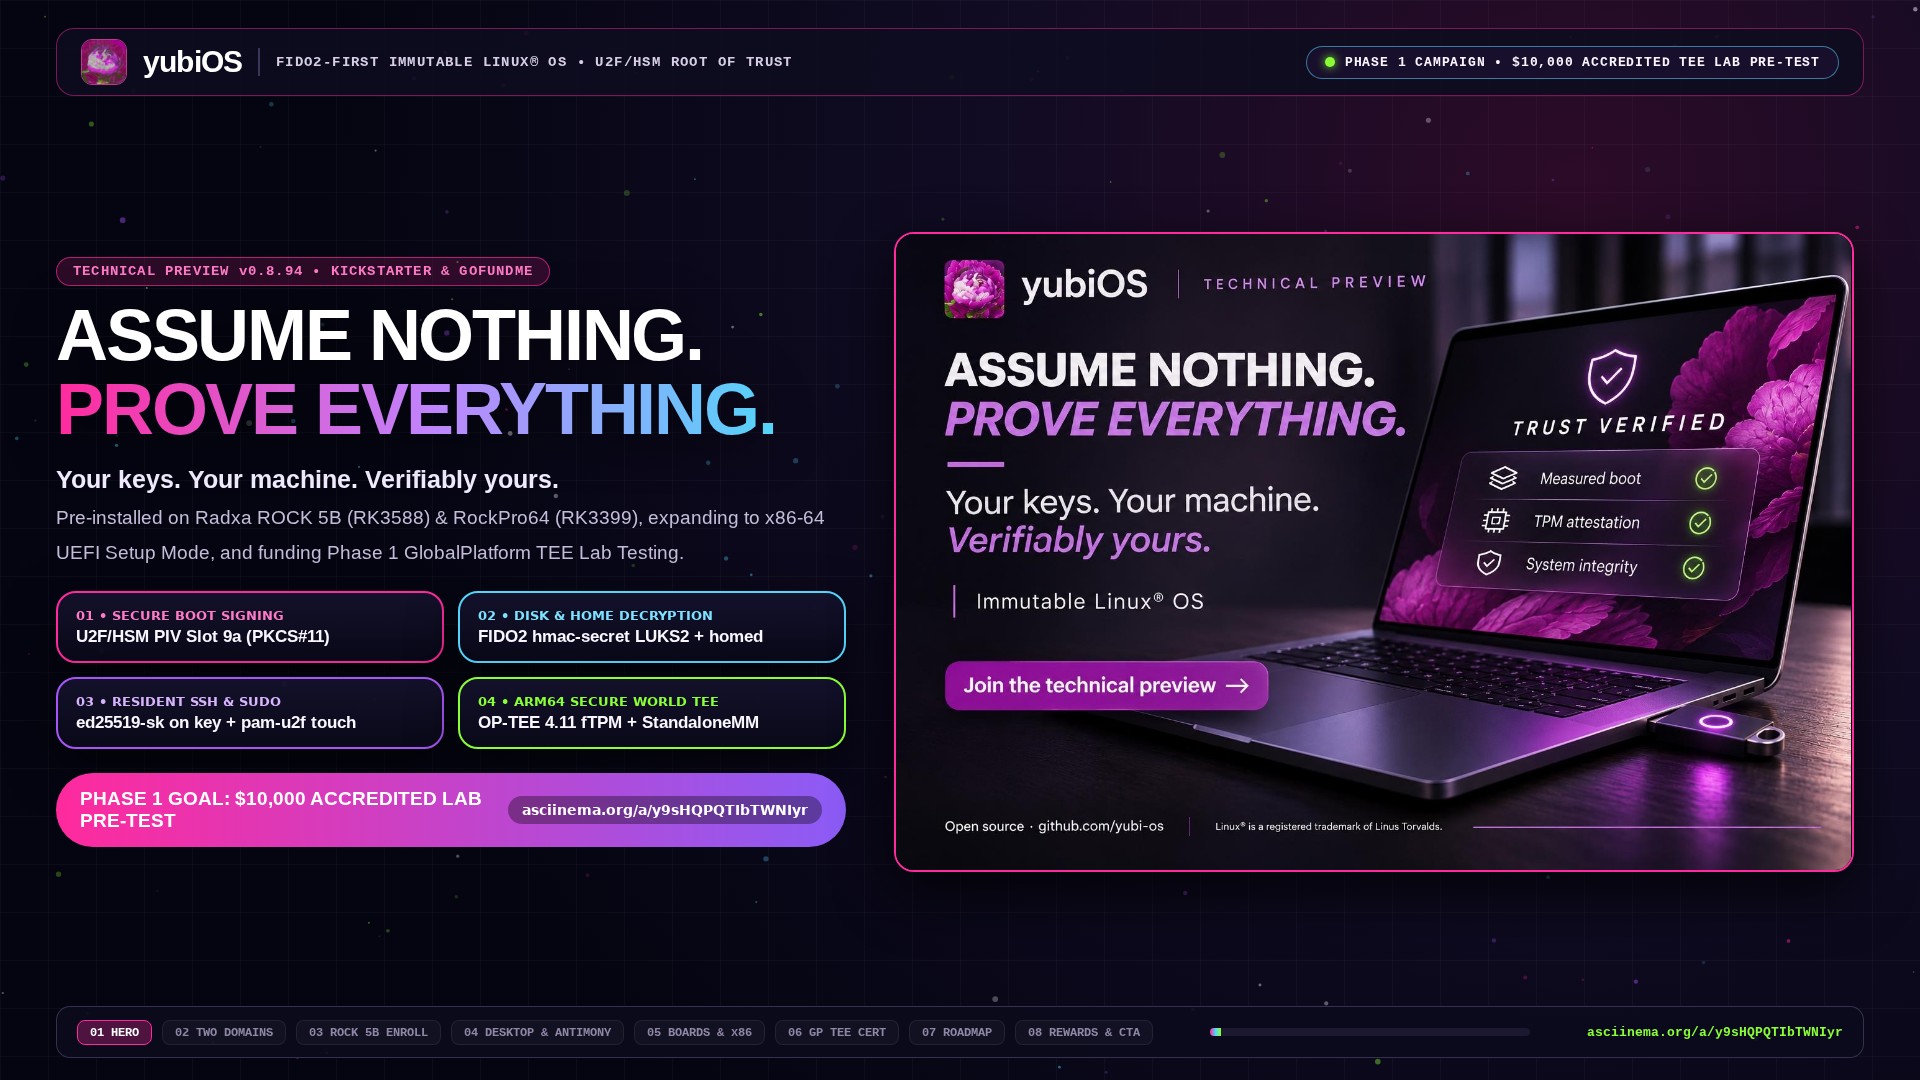 yubiOS
FIDO2-FIRST IMMUTABLE LINUX® OS • U2F/HSM ROOT OF TRUST
PHASE 1 CAMPAIGN • $10,000 ACCREDITED TEE LAB PRE-TEST
TECHNICAL PREVIEW v0.8.94 • KICKSTARTER & GOFUNDME
ASSUME NOTHING.
PROVE EVERYTHING.
Your keys. Your machine. Verifiably yours.
Pre-installed on Radxa ROCK 5B (RK3588) & RockPro64 (RK3399), expanding to x86-64
UEFI Setup Mode, and funding Phase 1 GlobalPlatform TEE Lab Testing.
01 • SECURE BOOT SIGNING
U2F/HSM PIV Slot 9a (PKCS#11)
02 • DISK & HOME DECRYPTION
FIDO2 hmac-secret LUKS2 + homed
03 • RESIDENT SSH & SUDO
ed25519-sk on key + pam-u2f touch
04 • ARM64 SECURE WORLD TEE
OP-TEE 4.11 fTPM + StandaloneMM
PHASE 1 GOAL: $10,000 ACCREDITED LAB
PRE-TEST
asciinema.org/a/y9sHQPQTIbTWNIyr
yubiOS
TECHNICAL PREVIEW
ASSUME NOTHING.
PROVE EVERYTHING.
Your keys. Your machine.
Verifiably yours.
Immutable Linux® OS
Join the technical preview →
TRUST VERIFIED
Measured boot
TPM attestation
System integrity
Open source · github.com/yubi-os
Linux® is a registered trademark of Linus Torvalds.
01 HERO
02 TWO DOMAINS
03 ROCK 5B ENROLL
04 DESKTOP & ANTIMONY
05 BOARDS & x86
06 GP TEE CERT
07 ROADMAP
08 REWARDS & CTA
asciinema.org/a/y9sHQPQTIbTWNIyr